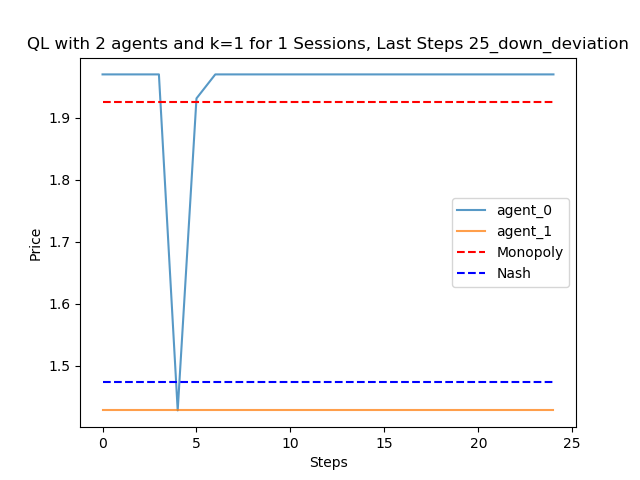 QL with 2 agents and k=1 for 1 Sessions, Last Steps 25_down_deviation
Price
1.9
1.8
1.7
1.6
1.5
agent_0
agent_1
Monopoly
Nash
0
5
10
15
20
25
Steps